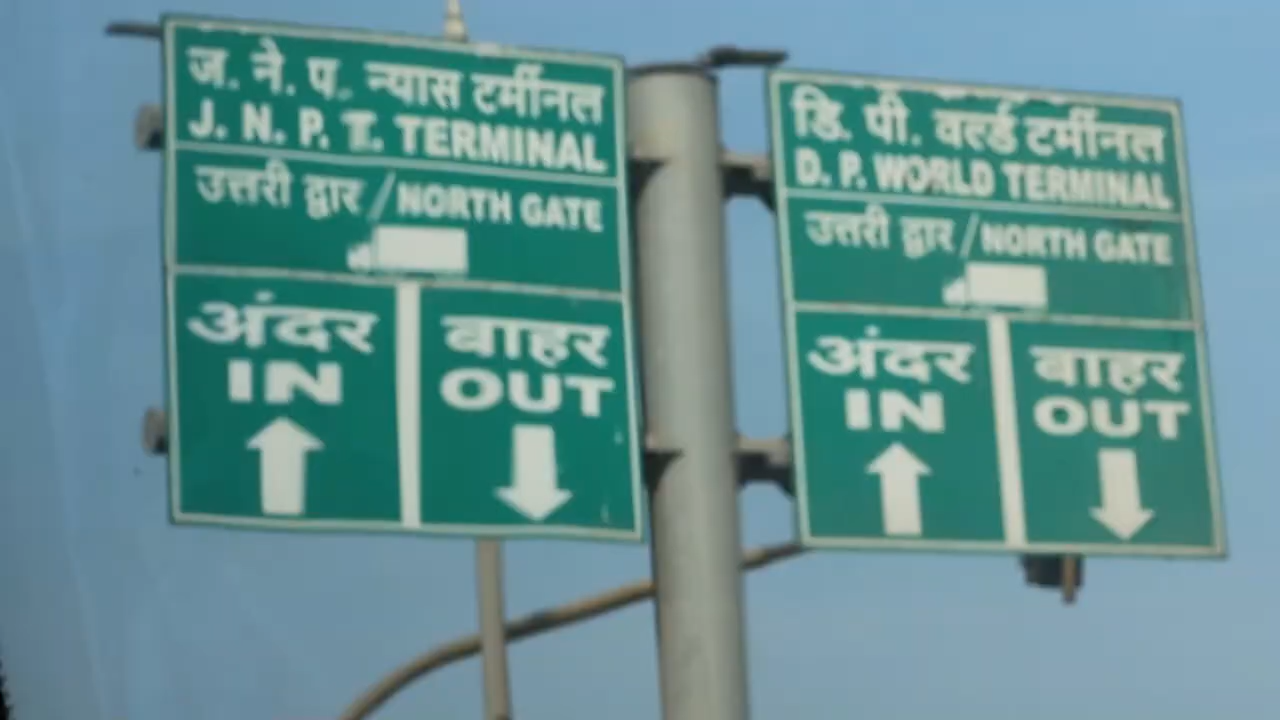 ज. ने. प. न्यास टर्मीनल
J. N. P. T. TERMINAL
उत्तरी द्वार / NORTH GATE
अंदर
IN
बाहर
OUT
डि. पी. वर्ल्ड टर्मीनल
D. P. WORLD TERMINAL
उत्तरी द्वार / NORTH GATE
अंदर
IN
बाहर
OUT